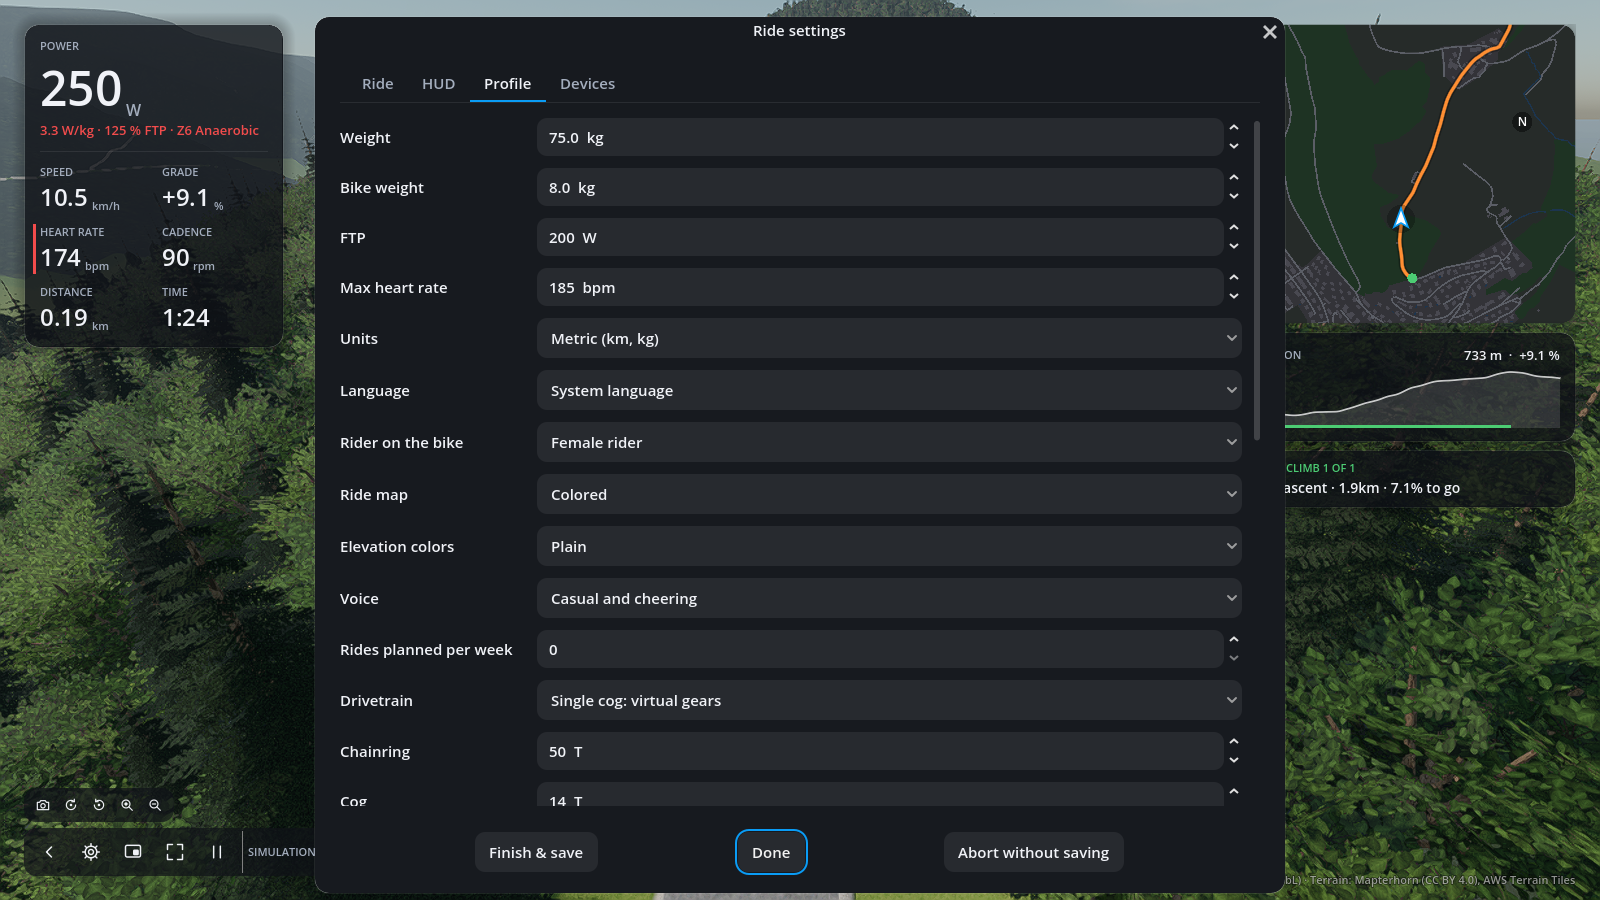 Ride settings
Ride HUD Profile Devices
Weight 75.0 kg
Bike weight 8.0 kg
FTP 200 W
Max heart rate 185 bpm
Units Metric (km, kg)
Language System language
Rider on the bike Female rider
Ride map Colored
Elevation colors Plain
Voice Casual and cheering
Rides planned per week 0
Drivetrain Single cog: virtual gears
Chainring 50 T
Cog 14 T
Finish & save Done Abort without saving
POWER
250 W
3.3 W/kg · 125 % FTP · Z6 Anaerobic
SPEED GRADE
10.5 km/h +9.1 %
HEART RATE CADENCE
174 bpm 90 rpm
DISTANCE TIME
0.19 km 1:24
SIMULATION
N
ON 733 m · +9.1 %
CLIMB 1 OF 1
ascent · 1.9km · 7.1% to go
bL) · Terrain: Mapterhorn (CC BY 4.0), AWS Terrain Tiles